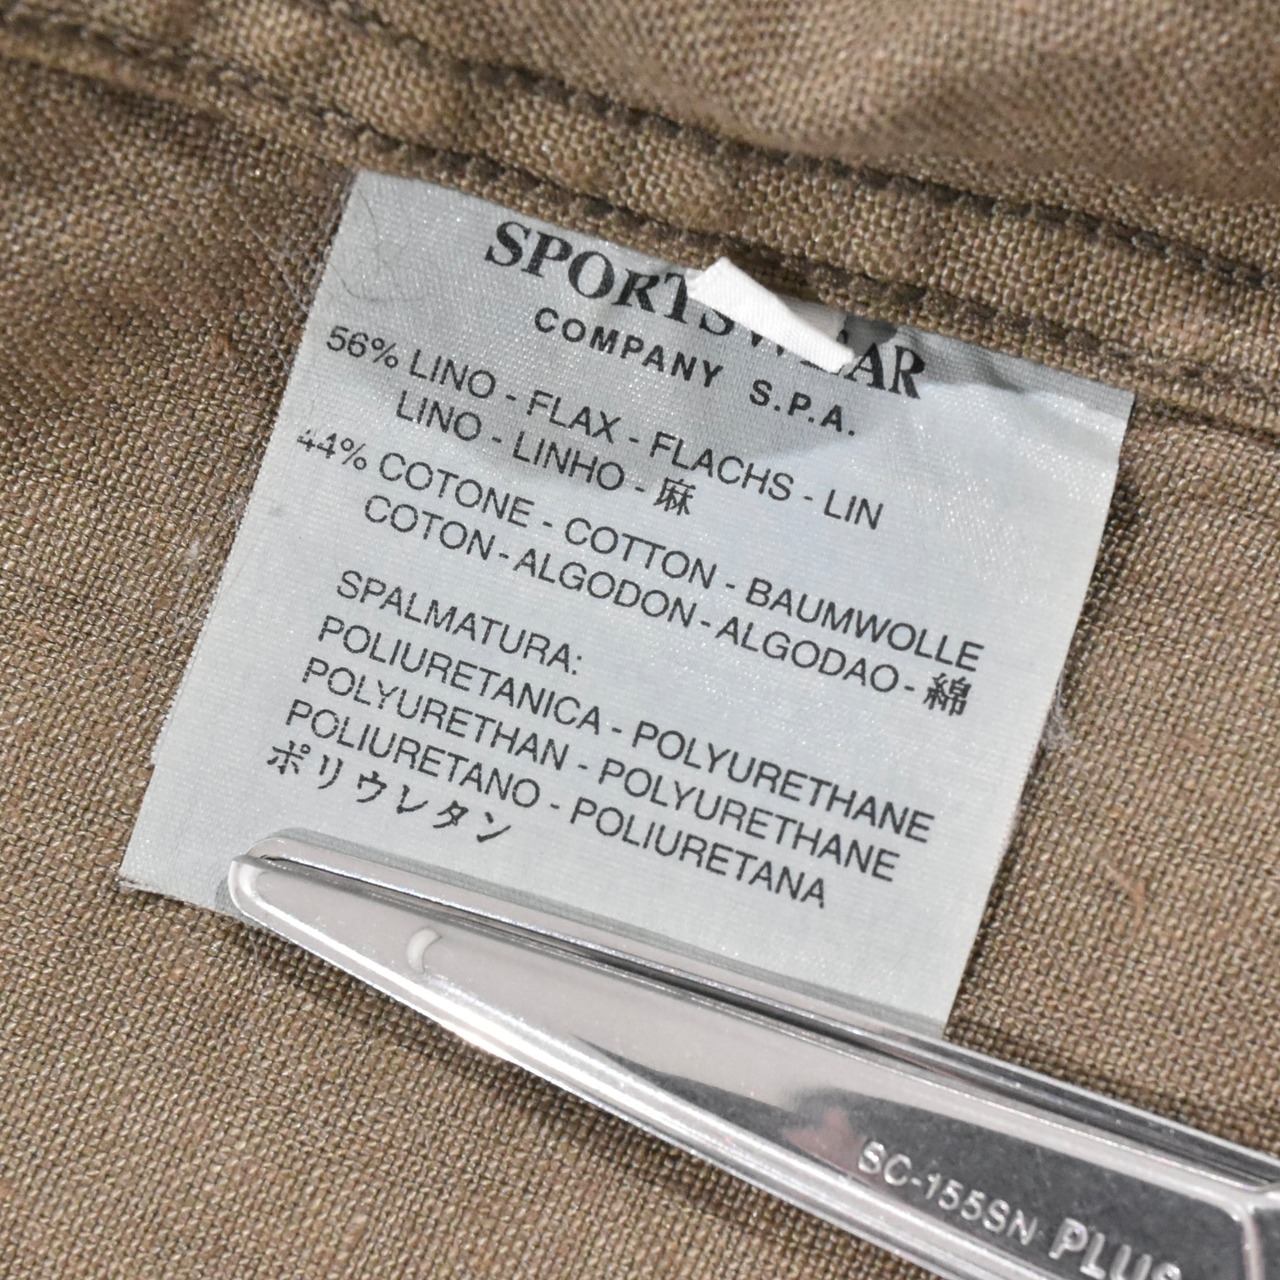 SPORTSWEAR
COMPANY S.P.A.
56% LINO - FLAX - FLACHS - LIN
LINO - LINHO - 麻
44% COTONE - COTTON - BAUMWOLLE
COTON - ALGODON - ALGODAO - 綿
SPALMATURA:
POLIURETANICA - POLYURETHANE
POLYURETHAN - POLYURETHANE
POLIURETANO - POLIURETANA
ポリウレタン
SC-155SN PLUS